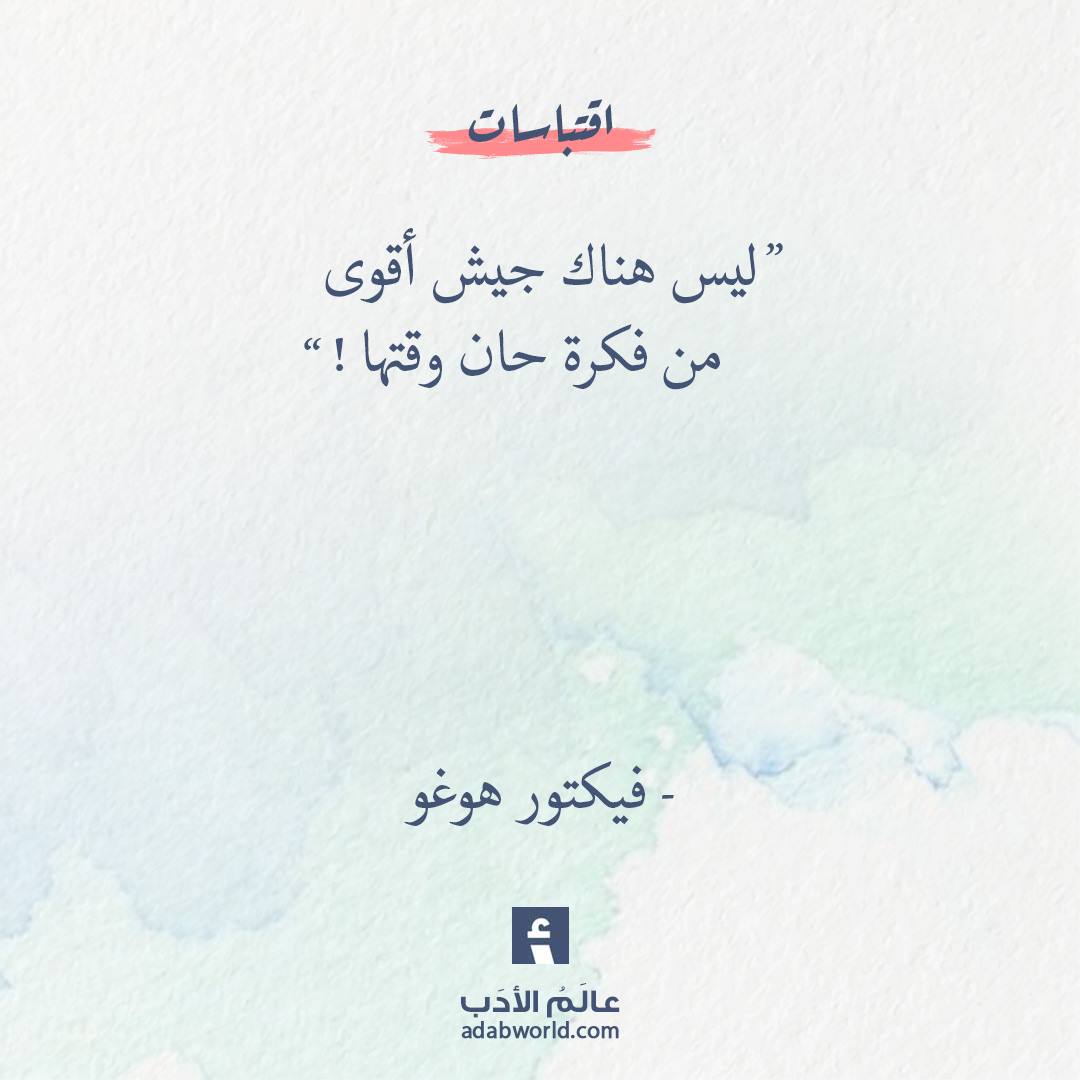 اقتباسات
”ليس هناك جيش أقوى
من فكرة حان وقتها ! “
- فيكتور هوغو
أ
عالَمُ الأدَب
adabworld.com